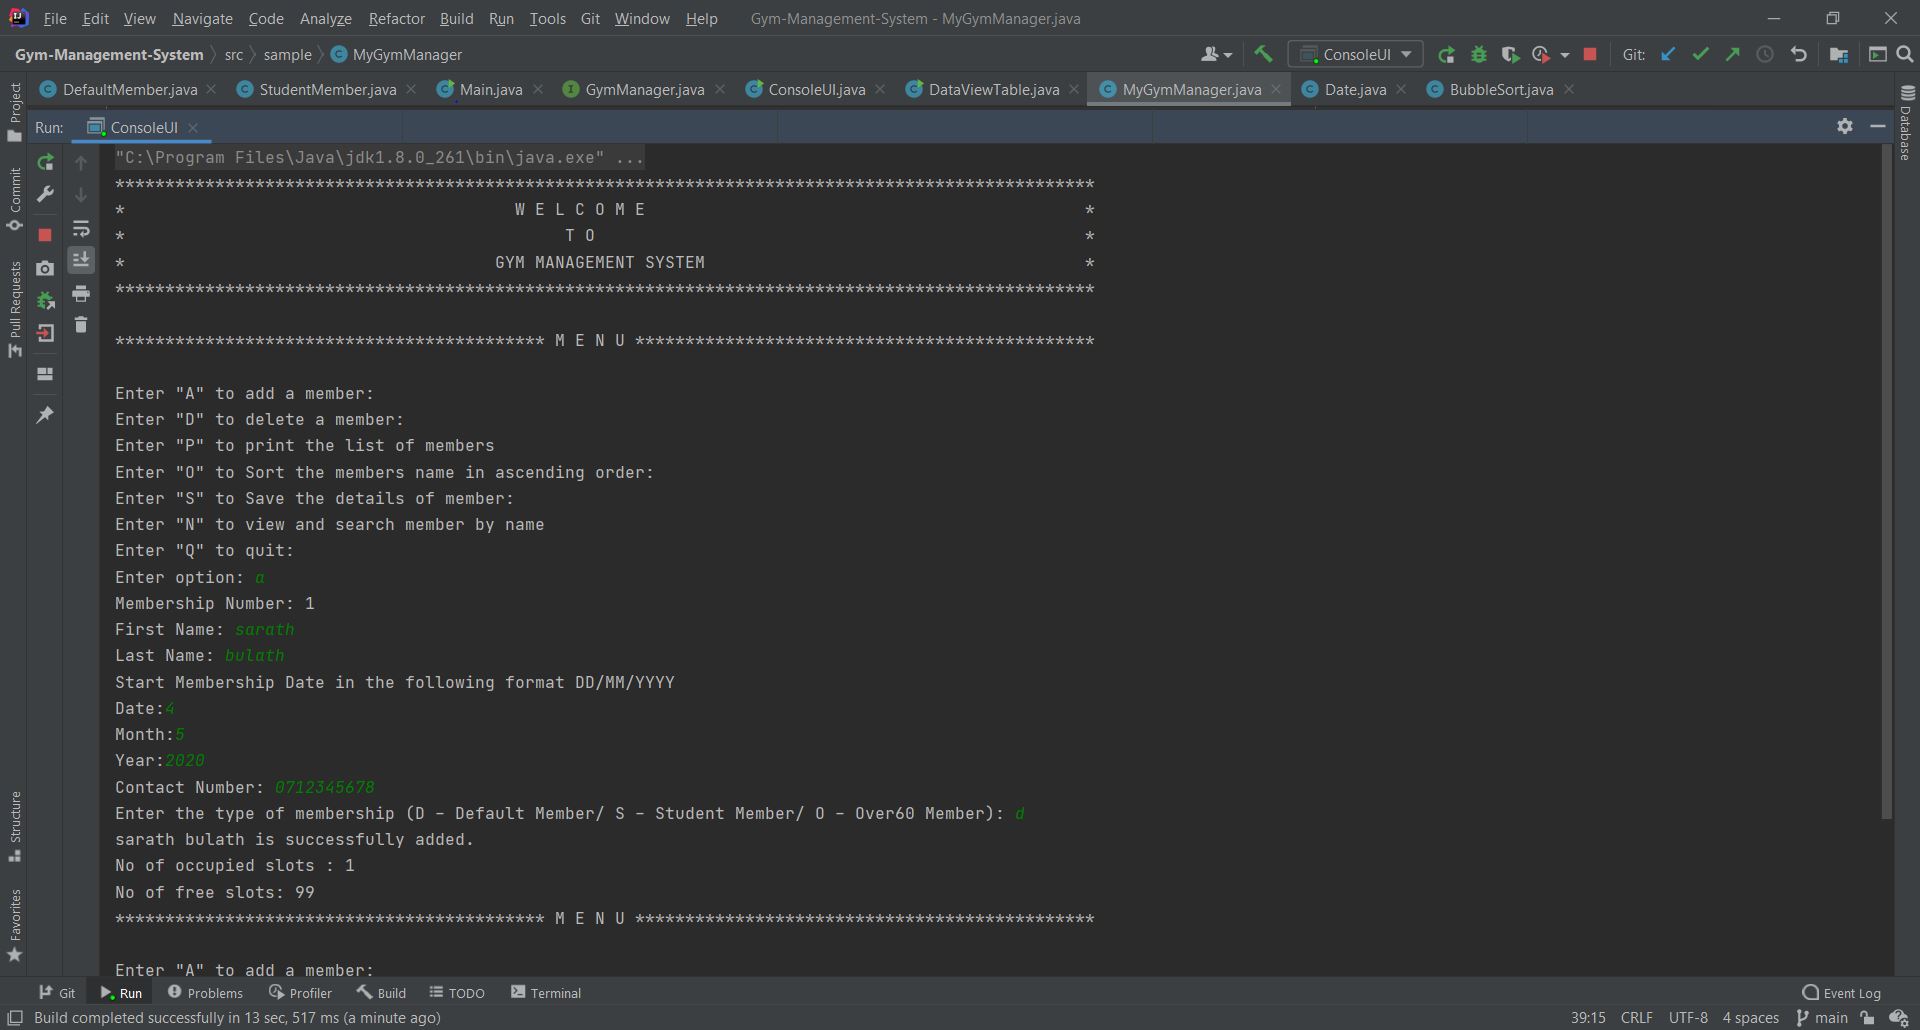 File Edit View Navigate Code Analyze Refactor Build Run Tools Git Window Help Gym-Management-System - MyGymManager.java
Gym-Management-System src sample MyGymManager ConsoleUI Git:
DefaultMember.java StudentMember.java Main.java GymManager.java ConsoleUI.java DataViewTable.java MyGymManager.java Date.java BubbleSort.java
Run: ConsoleUI
Project
Commit
Pull Requests
Structure
Favorites
Database
"C:\Program Files\Java\jdk1.8.0_261\bin\java.exe" ...
**************************************************************************************************
* W E L C O M E *
* T O *
* GYM MANAGEMENT SYSTEM *
**************************************************************************************************
******************************************* M E N U **********************************************
Enter "A" to add a member:
Enter "D" to delete a member:
Enter "P" to print the list of members
Enter "O" to Sort the members name in ascending order:
Enter "S" to Save the details of member:
Enter "N" to view and search member by name
Enter "Q" to quit:
Enter option: a
Membership Number: 1
First Name: sarath
Last Name: bulath
Start Membership Date in the following format DD/MM/YYYY
Date:4
Month:5
Year:2020
Contact Number: 0712345678
Enter the type of membership (D – Default Member/ S – Student Member/ O – Over60 Member): d
sarath bulath is successfully added.
No of occupied slots : 1
No of free slots: 99
******************************************* M E N U **********************************************
Enter "A" to add a member:
Git Run Problems Profiler Build TODO Terminal Event Log
Build completed successfully in 13 sec, 517 ms (a minute ago) 39:15 CRLF UTF-8 4 spaces main